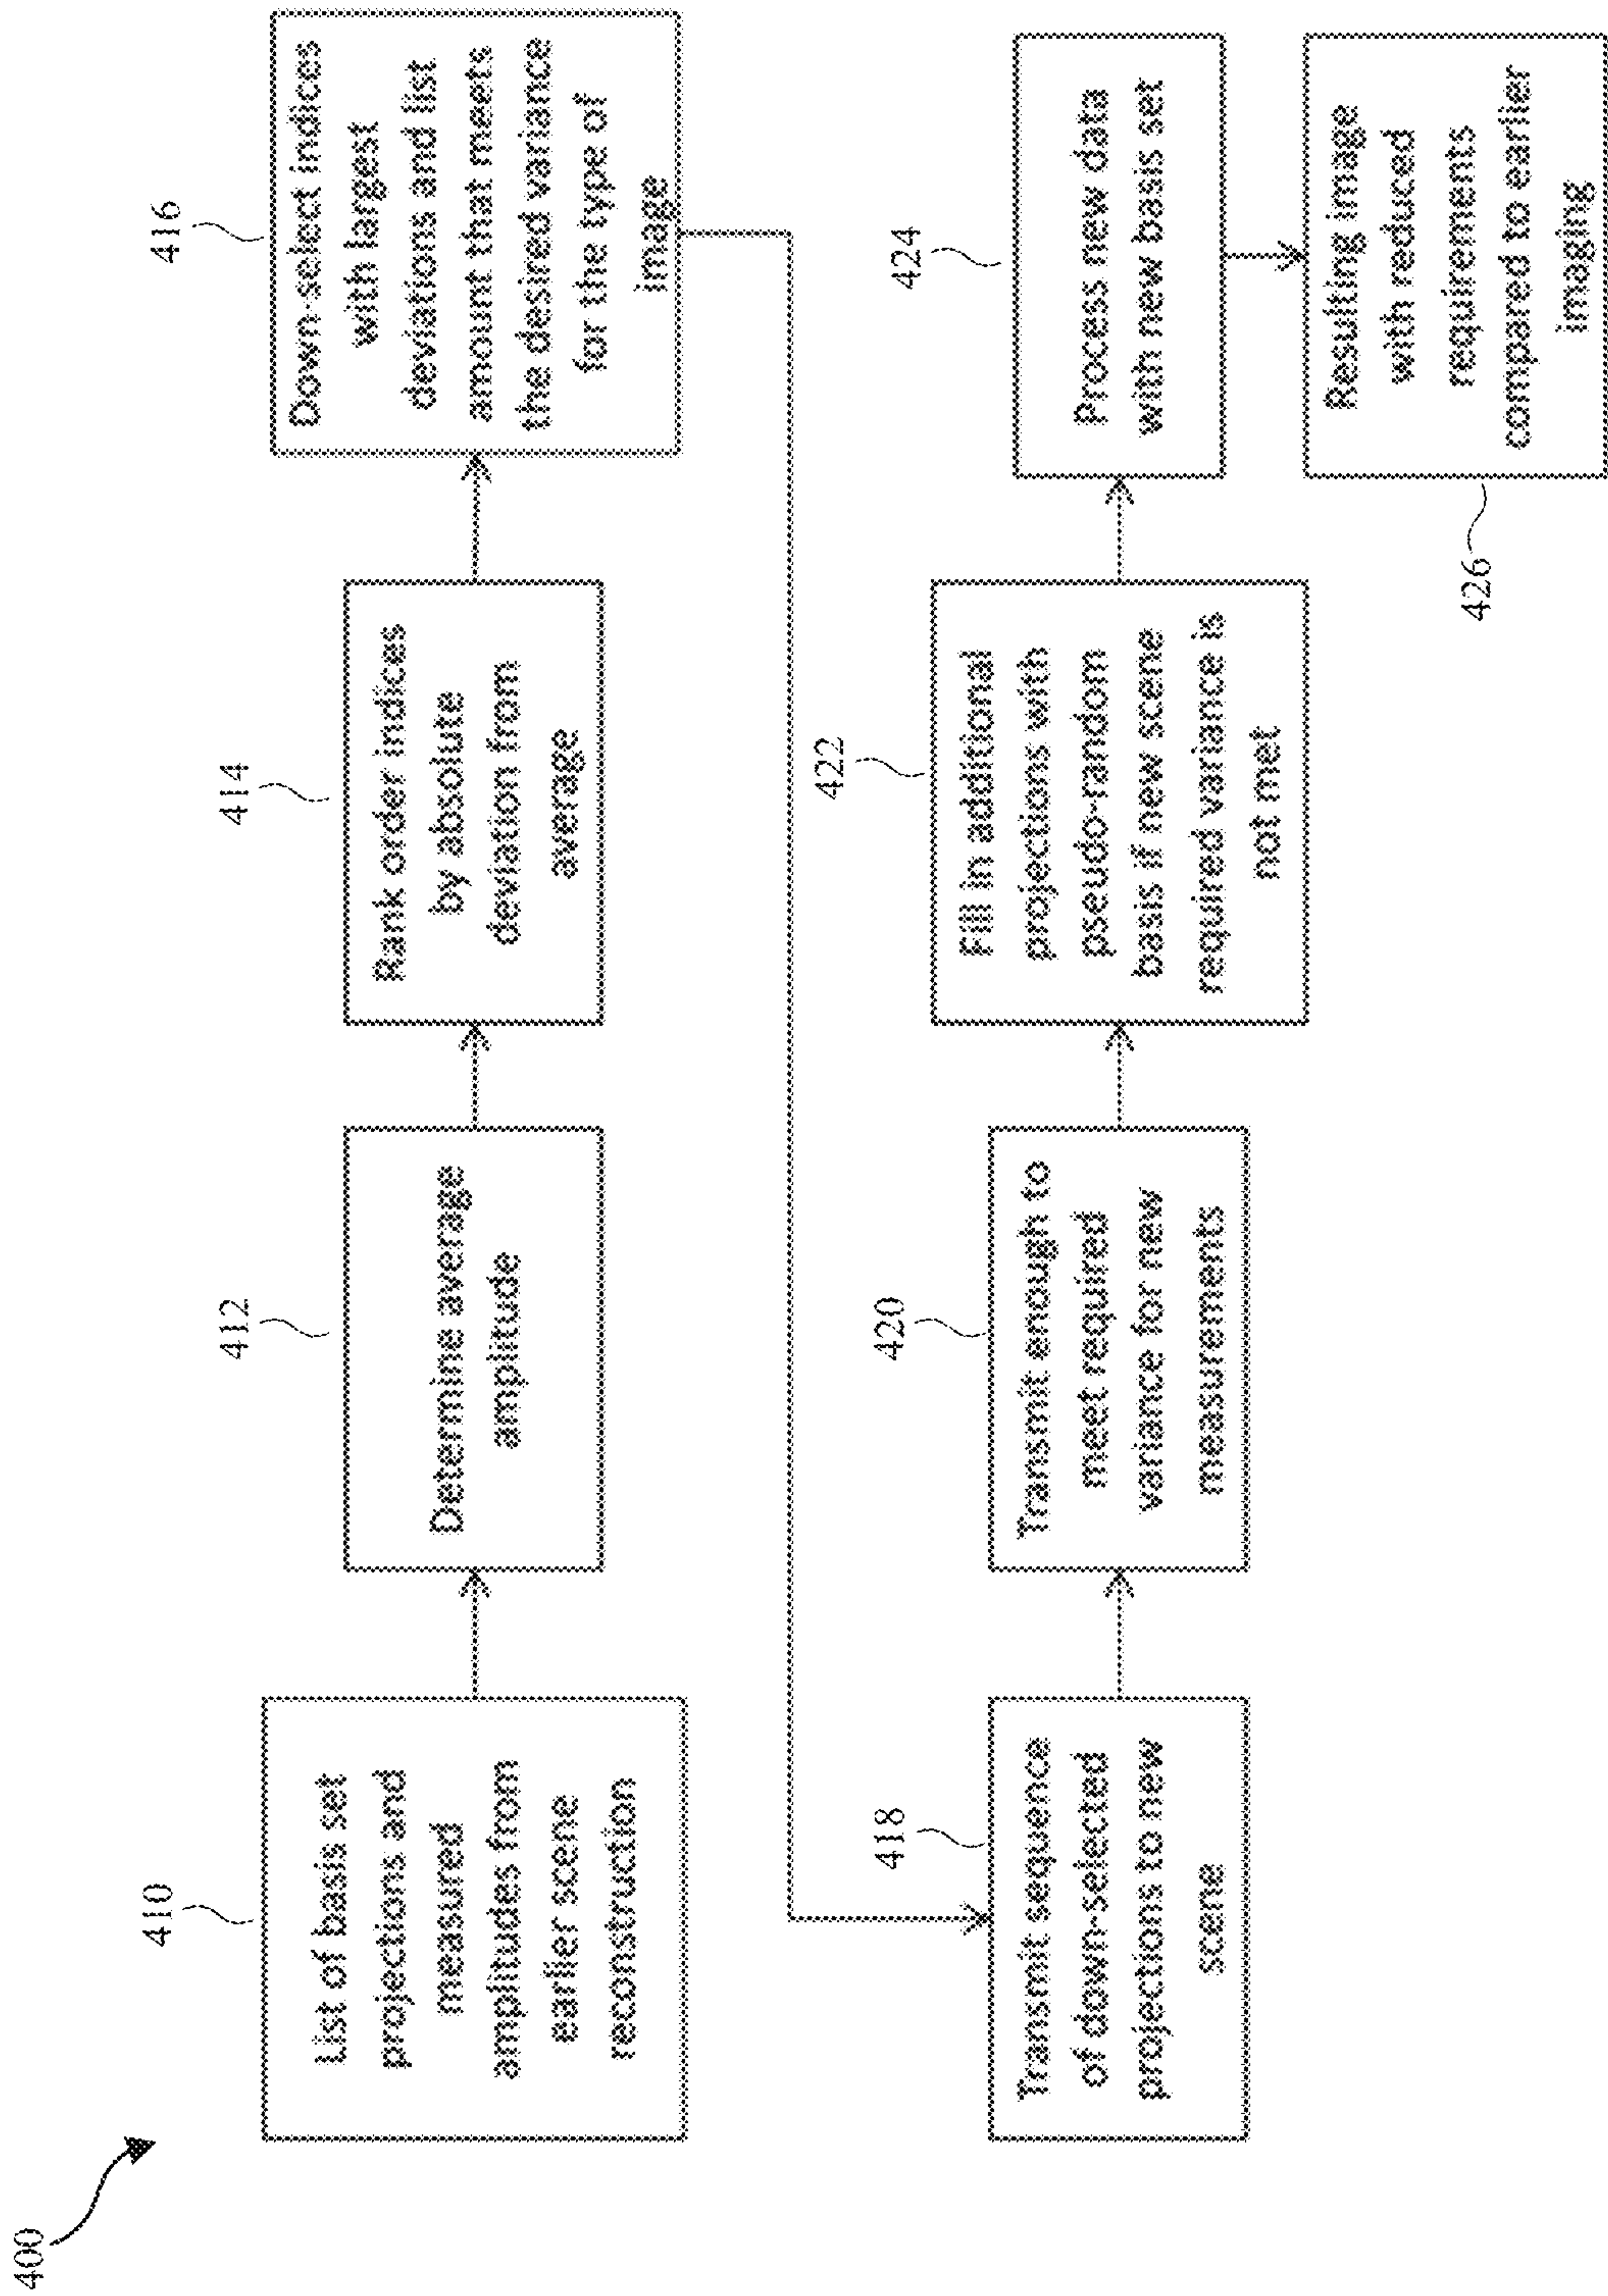 400
410
List of basis set
projections and
measured
amplitudes from
earlier scene
reconstruction
412
Determine average
amplitude
414
Rank order indices
by absolute
deviation from
average
416
Down-select indices
with largest
deviations and list
amount that meets
the desired variance
for the type of
image
418
Transmit sequence
of down-selected
projections to new
scene
420
Transmit enough to
meet required
variance for new
measurements
422
Fill in additional
projections with
pseudo-random
basis if new scene
required variance is
not met
424
Process new data
with new basis set
426
Resulting image
with reduced
requirements
compared to earlier
imaging